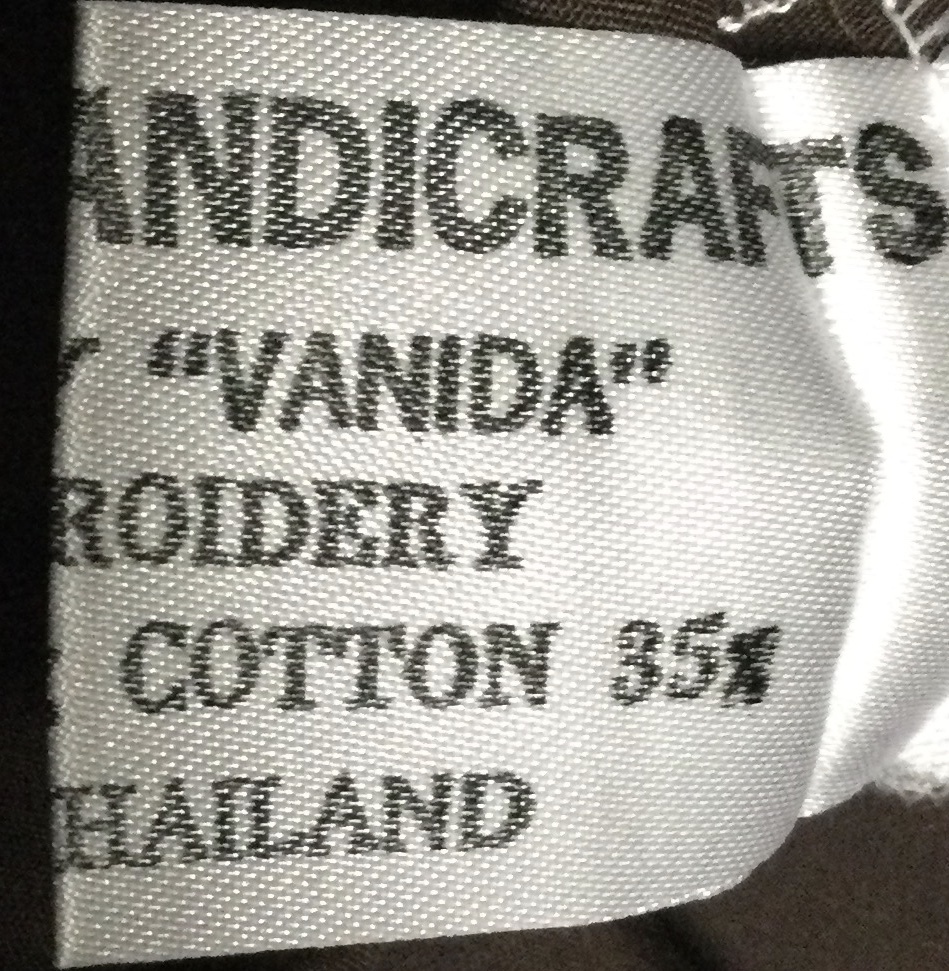 ANDICRAFTS
"VANIDA"
ROIDERY
COTTON 35%
HAILAND